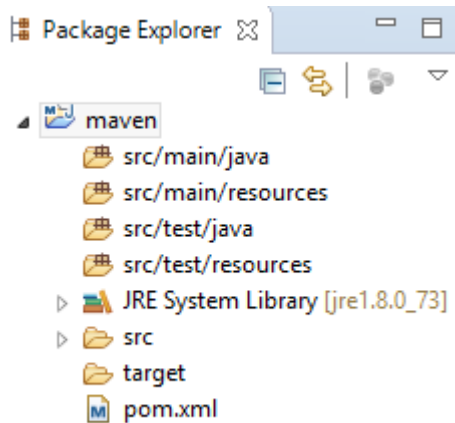 Package Explorer
maven
src/main/java
src/main/resources
src/test/java
src/test/resources
JRE System Library [jre1.8.0_73]
src
target
pom.xml